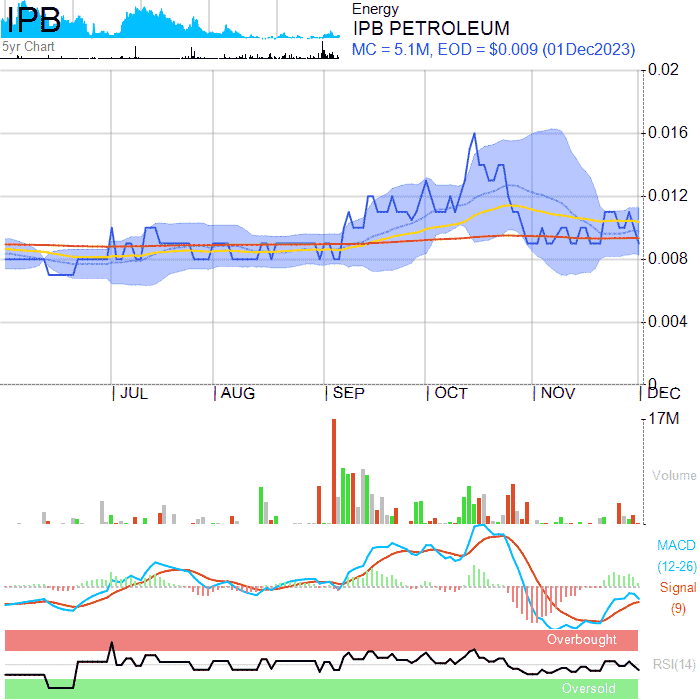 IPB
5yr Chart
Energy
IPB PETROLEUM
MC = 5.1M, EOD = $0.009 (01Dec2023)
0.02
0.016
0.012
0.008
0.004
0
JUL AUG SEP OCT NOV DEC
17M
Volume
MACD
(12-26)
Signal
(9)
Overbought
RSI(14)
Oversold